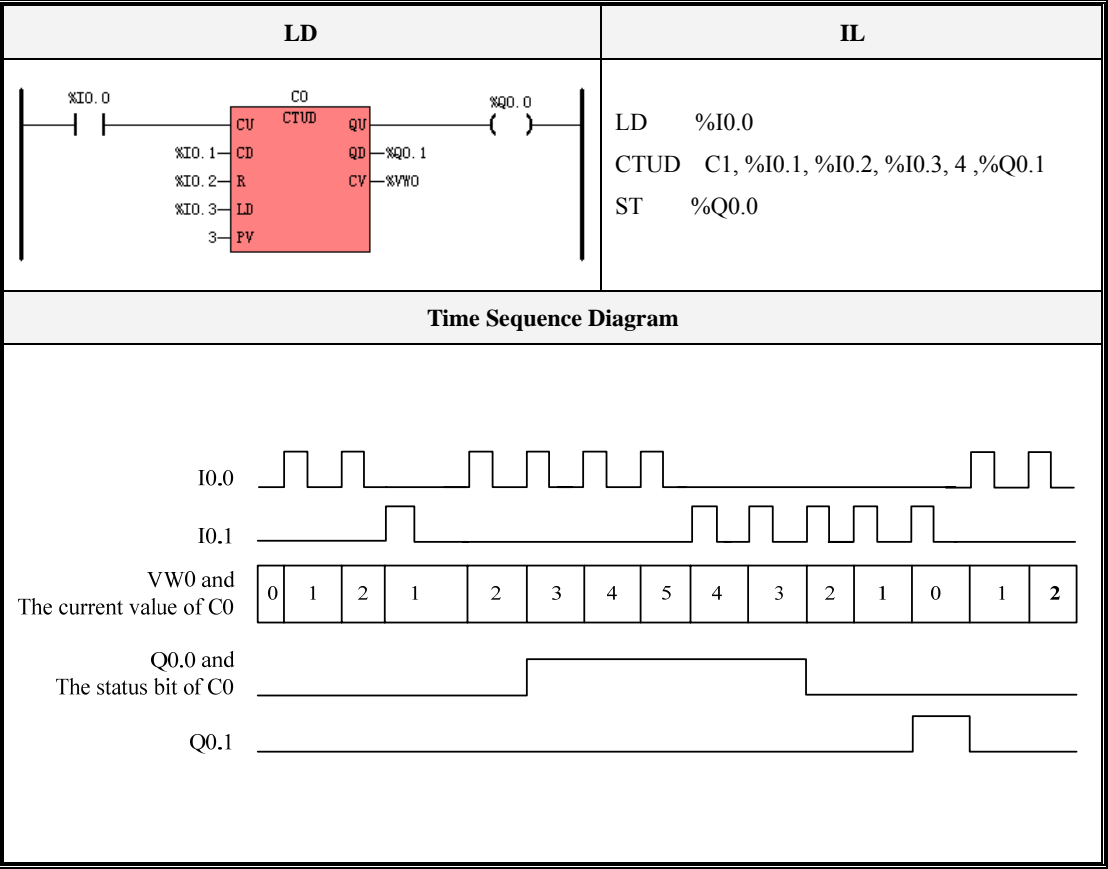 LD
IL
%I0.0
C0
%Q0.0
CTUD
CU
QU
%I0.1
CD
QD
%Q0.1
%I0.2
R
CV
%VW0
%I0.3
LD
3
PV
LD %I0.0
CTUD C1, %I0.1, %I0.2, %I0.3, 4 ,%Q0.1
ST %Q0.0
Time Sequence Diagram
I0.0
I0.1
VW0 and
The current value of C0
0 1 2 1 2 3 4 5 4 3 2 1 0 1 2
Q0.0 and
The status bit of C0
Q0.1